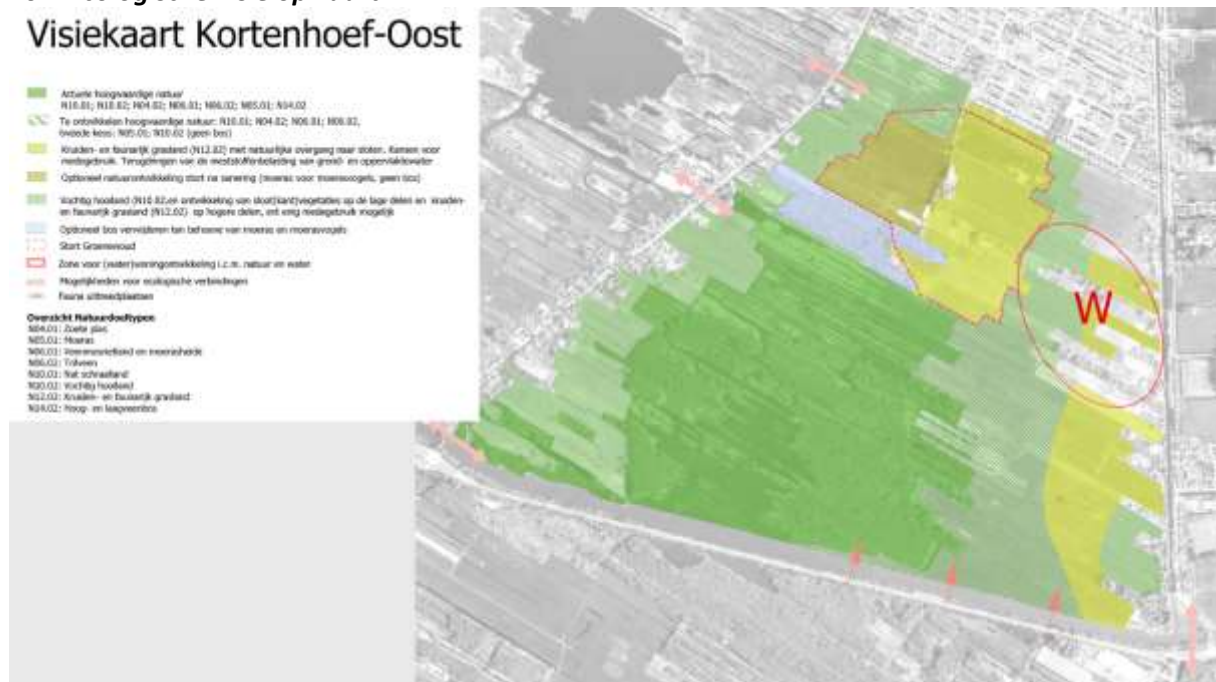 Visiekaart Kortenhoef-Oost
Actuele hoogwaardige natuur
N10.01; N10.02; N04.02; N06.01; N06.02; N05.01; N14.02
Te ontwikkelen hoogwaardige natuur: N10.01; N04.02; N06.01; N06.02,
tweede keus: N05.01; N10.02 (geen bos)
Kruiden- en faunarijk grasland (N12.02) met natuurlijke overgang naar sloten. Kansen voor
medegebruik. Terugdringen van de meststoffenbelasting van grond- en oppervlaktewater
Optioneel natuurontwikkeling stort na sanering (moeras voor moerasvogels, geen bos)
Vochtig hooiland (N10.02.en ontwikkeling van sloot(kant)vegetaties op de lage delen en kruiden-
en faunarijk grasland (N12.02) op hogere delen, enig medegebruik mogelijk
Optioneel bos verwijderen ten behoeve van moeras en moerasvogels
Stort Groenewoud
Zone voor (water)woningontwikkeling i.c.m. natuur en water
Mogelijkheden voor ecologische verbindingen
Fauna uittreedplaatsen
Overzicht Natuurdoeltypen
N04.01: Zoete plas
N05.01: Moeras
N06.01: Veenmosrietland en moerasheide
N06.02: Trilveen
N10.01: Nat schraalland
N10.02: Vochtig hooiland
N12.02: Kruiden- en faunarijk grasland
N14.02: Hoog- en laagveenbos
W